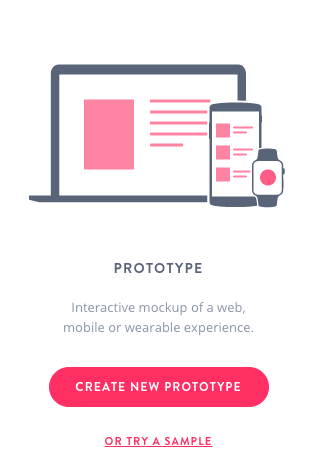 PROTOTYPE
Interactive mockup of a web,
mobile or wearable experience.
CREATE NEW PROTOTYPE
OR TRY A SAMPLE